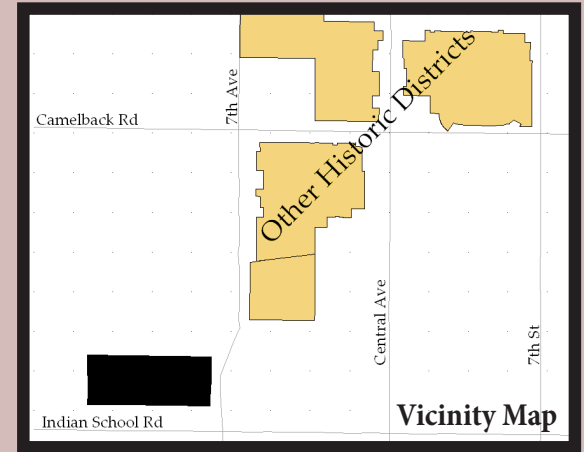 7th Ave
Camelback Rd
Other Historic Districts
Central Ave
7th St
Indian School Rd
Vicinity Map